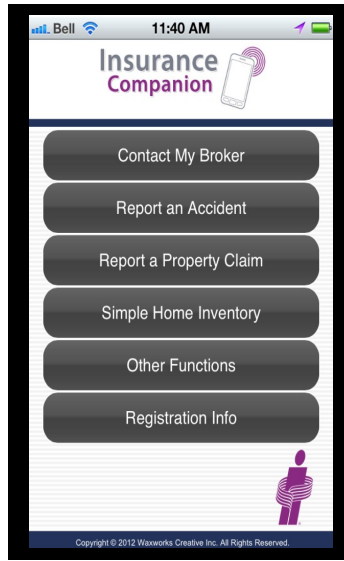 Bell 11:40 AM
Insurance
Companion
Contact My Broker
Report an Accident
Report a Property Claim
Simple Home Inventory
Other Functions
Registration Info
Copyright © 2012 Waxworks Creative Inc. All Rights Reserved.